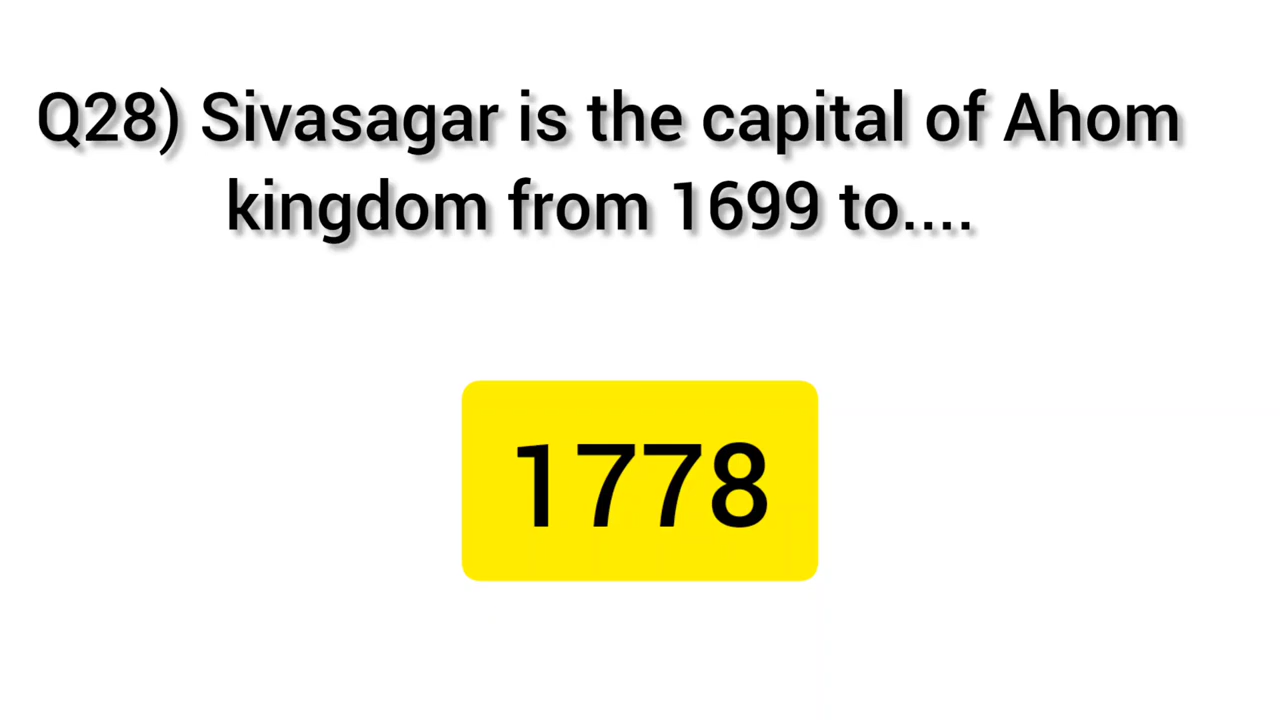 Q28) Sivasagar is the capital of Ahom
kingdom from 1699 to....
1778